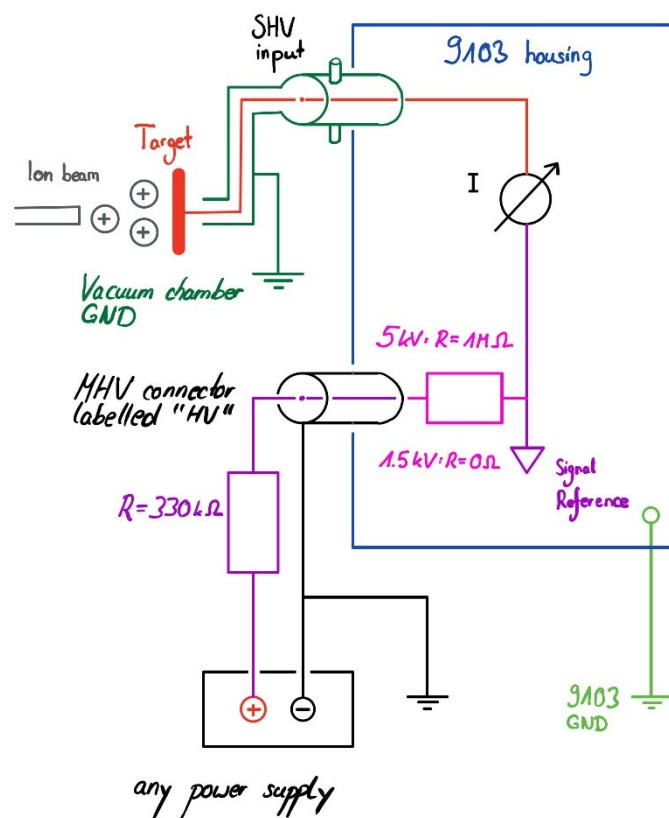 SHV
input
9103 housing
Target
Ion beam
+
+
+
I
Vacuum chamber
GND
5kV: R=1MΩ
MHV connector
labelled "HV"
1.5kV: R=0Ω
Signal
Reference
R=330kΩ
+
−
9103
GND
any power supply